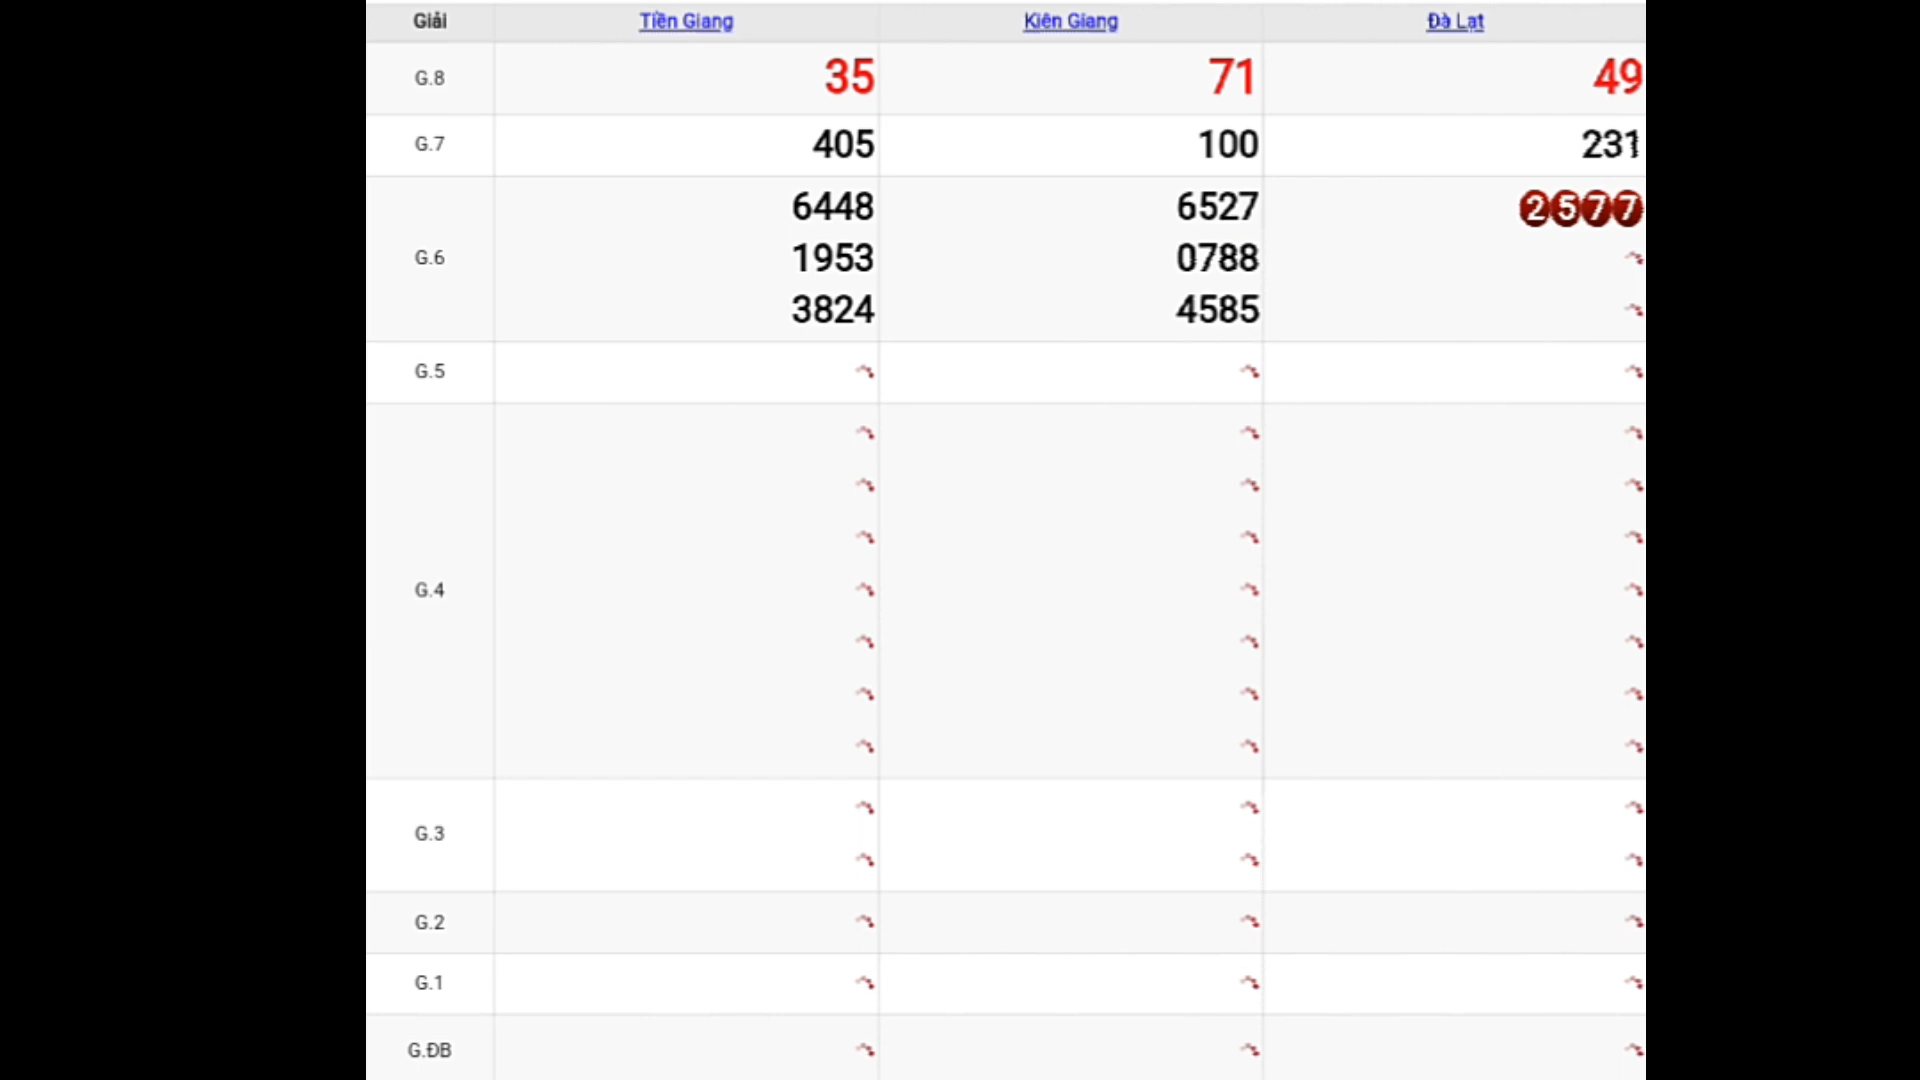 Giải Tiền Giang Kiên Giang Đà Lạt
G.8 35 71 49
G.7 405 100 231
6448 6527 2577
G.6 1953 0788
3824 4585
G.5
G.4
G.3
G.2
G.1
G.ĐB